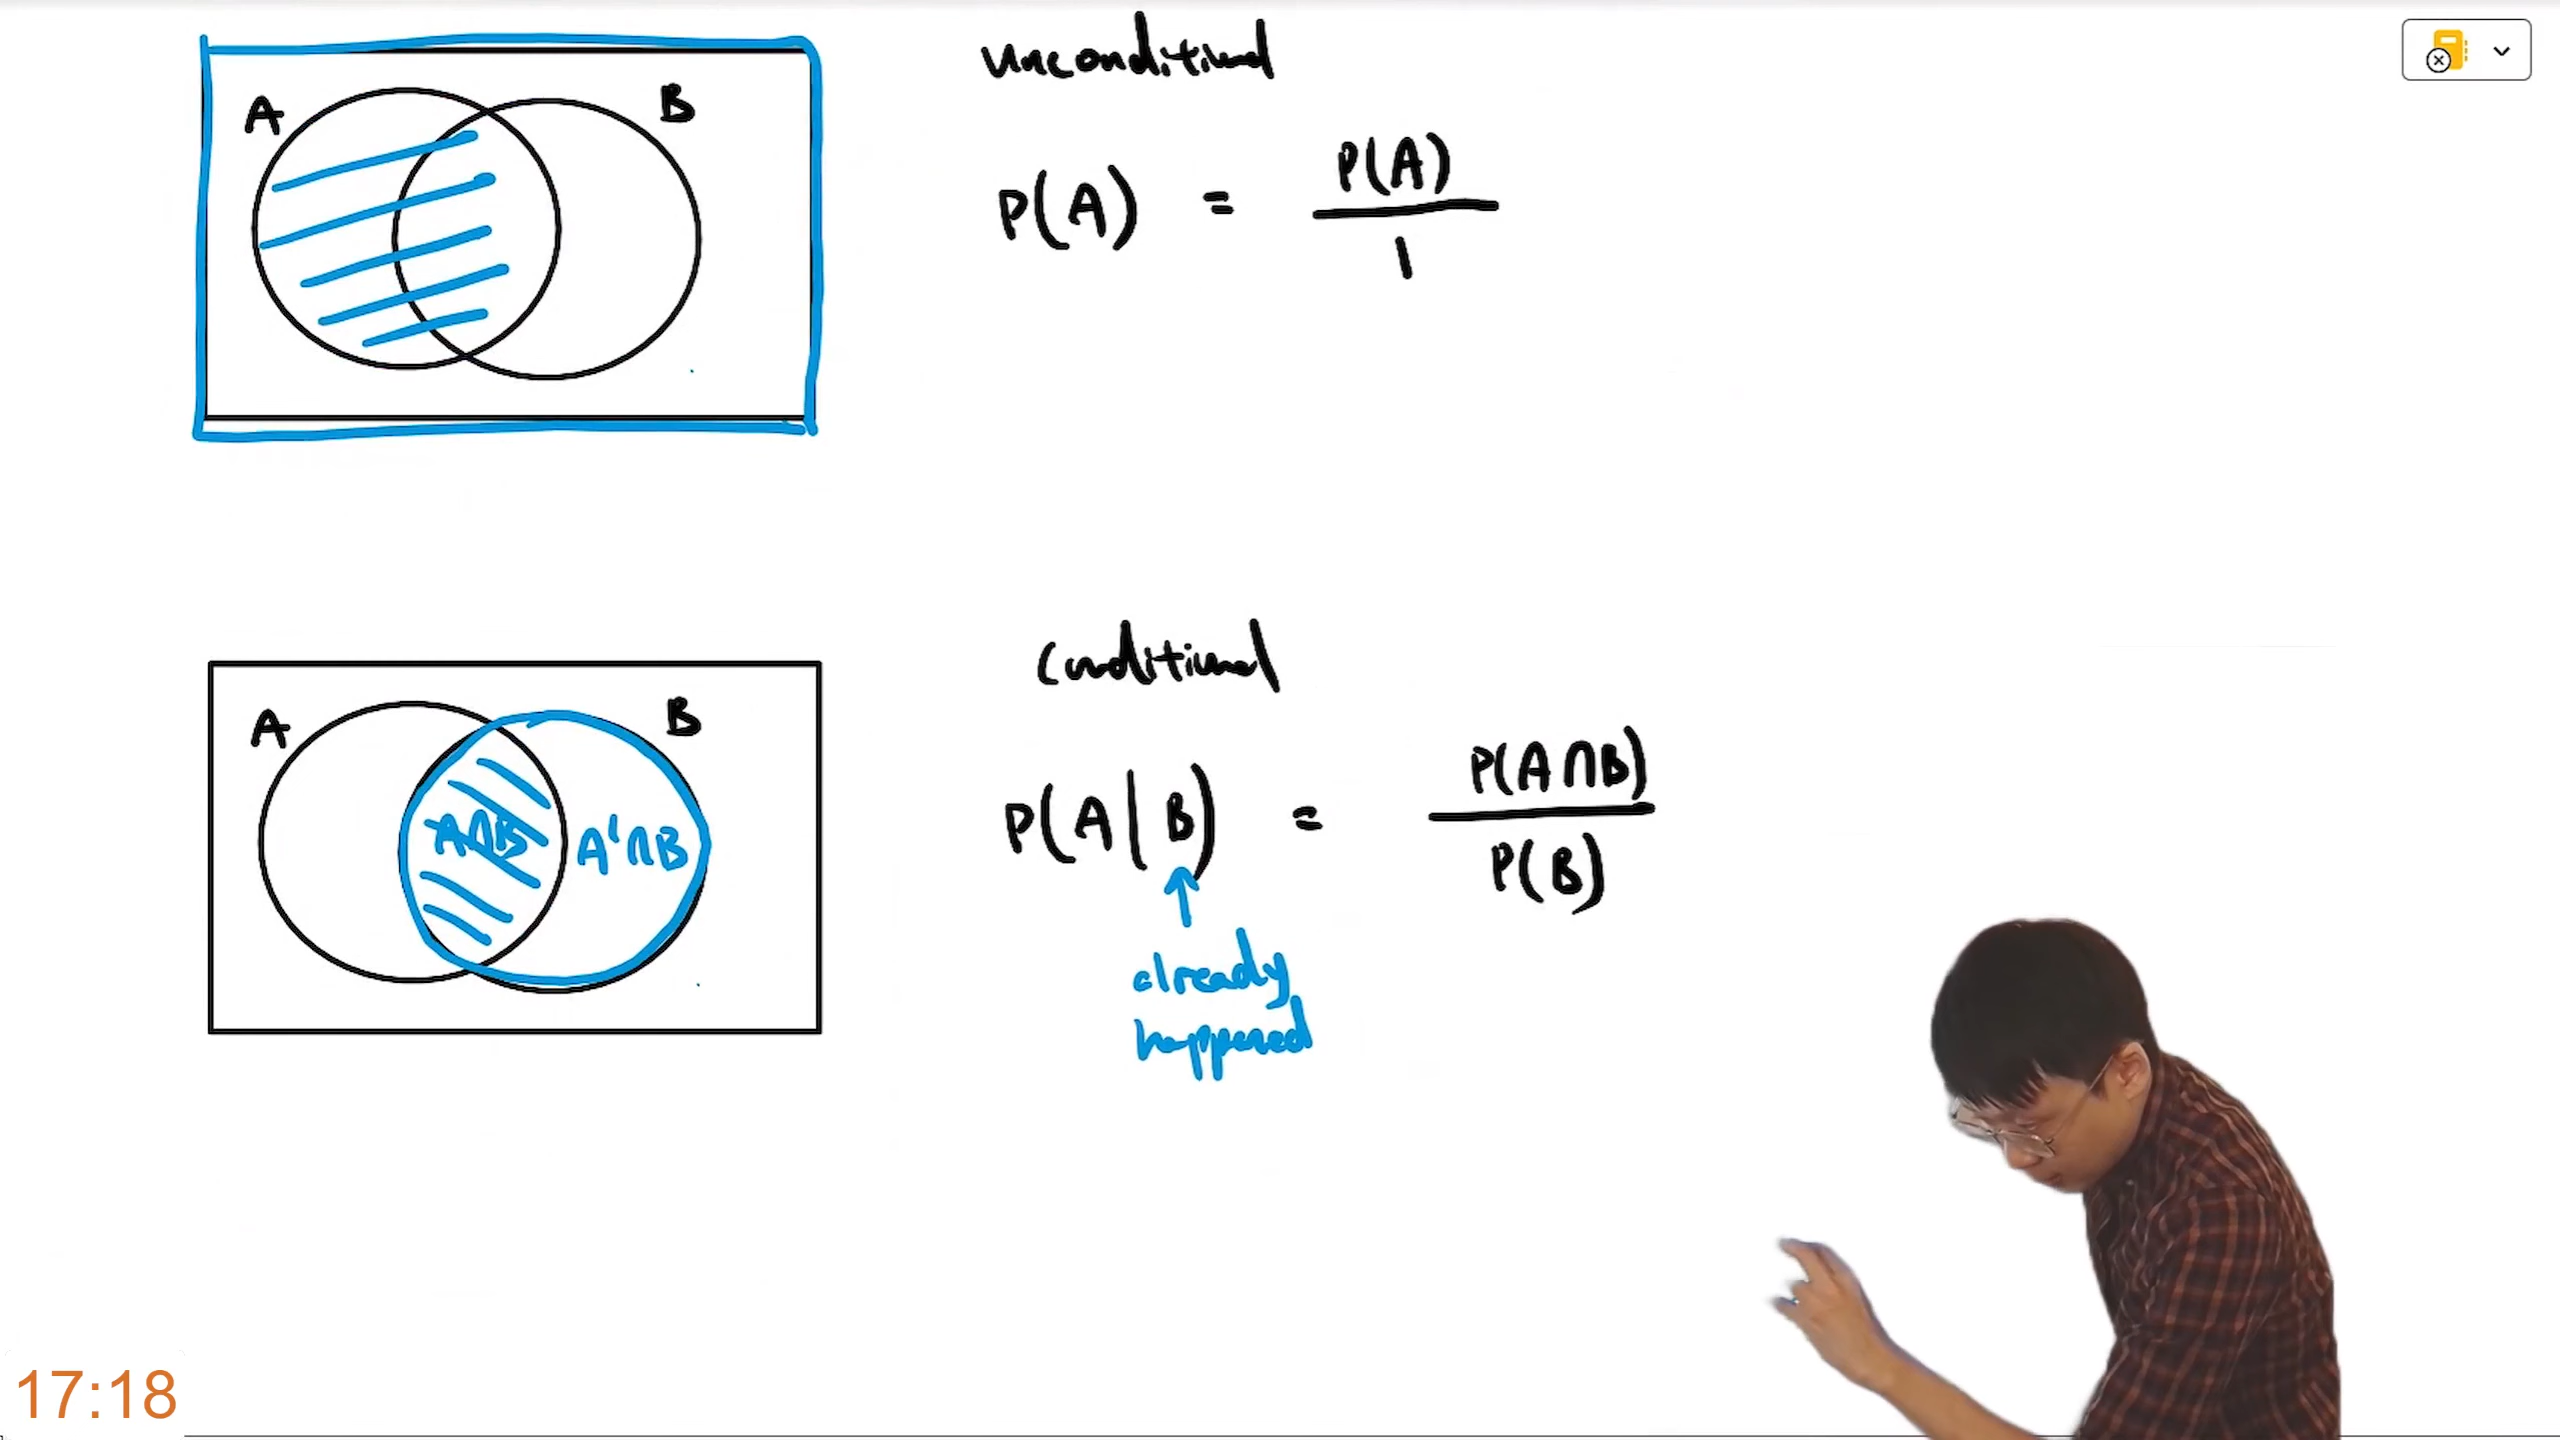 unconditional
A B
P(A) = P(A)
1
conditional
A B
A∩B A'∩B
P(A|B) = P(A∩B)
P(B)
↑
already
happened
17:18